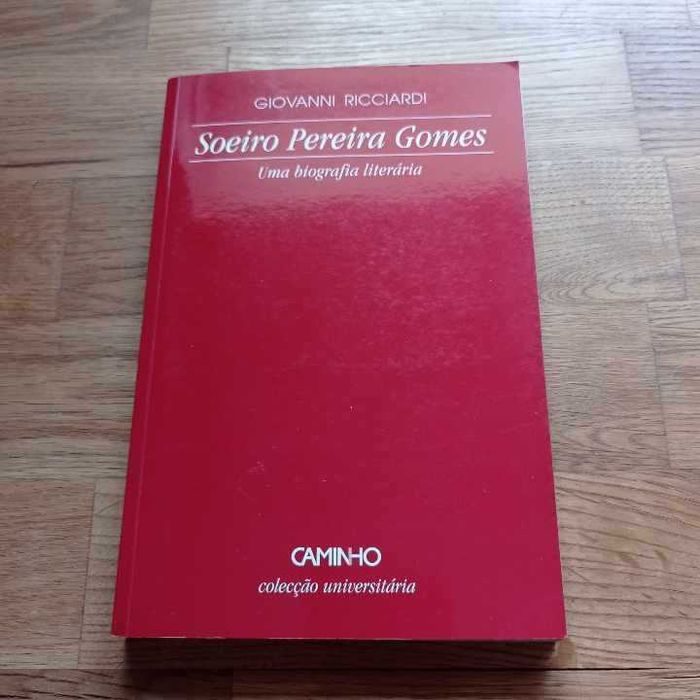 GIOVANNI RICCIARDI
Soeiro Pereira Gomes
Uma biografia literária
CAMINHO
colecção universitária